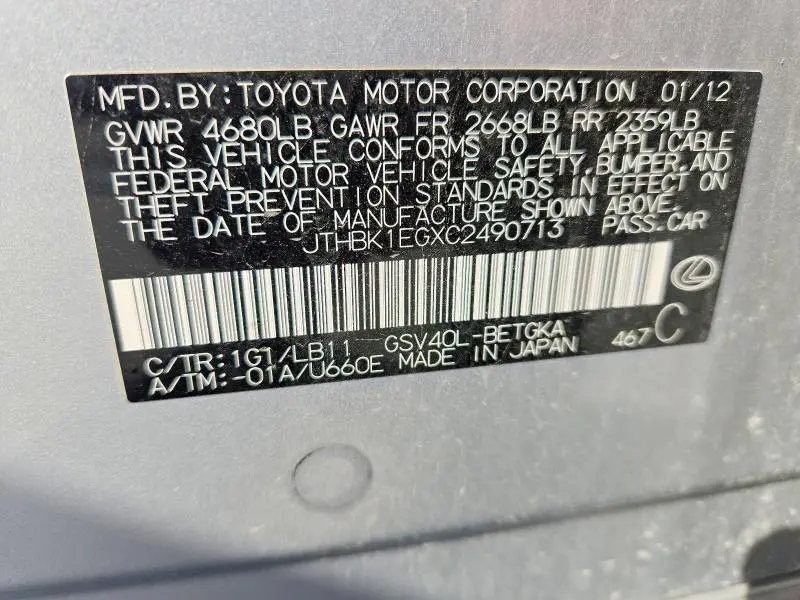 MFD.BY:TOYOTA MOTOR CORPORATION 01/12
GVWR 4680LB GAWR FR 2668LB RR 2359LB
THIS VEHICLE CONFORMS TO ALL APPLICABLE
FEDERAL MOTOR VEHICLE SAFETY,BUMPER,AND
THEFT PREVENTION STANDARDS IN EFFECT ON
THE DATE OF MANUFACTURE SHOWN ABOVE.
JTHBK1EGXC2490713 PASS.CAR
C/TR:1G1/LB11 GSV40L-BETGKA 467 C
A/TM:-01A/U660E MADE IN JAPAN